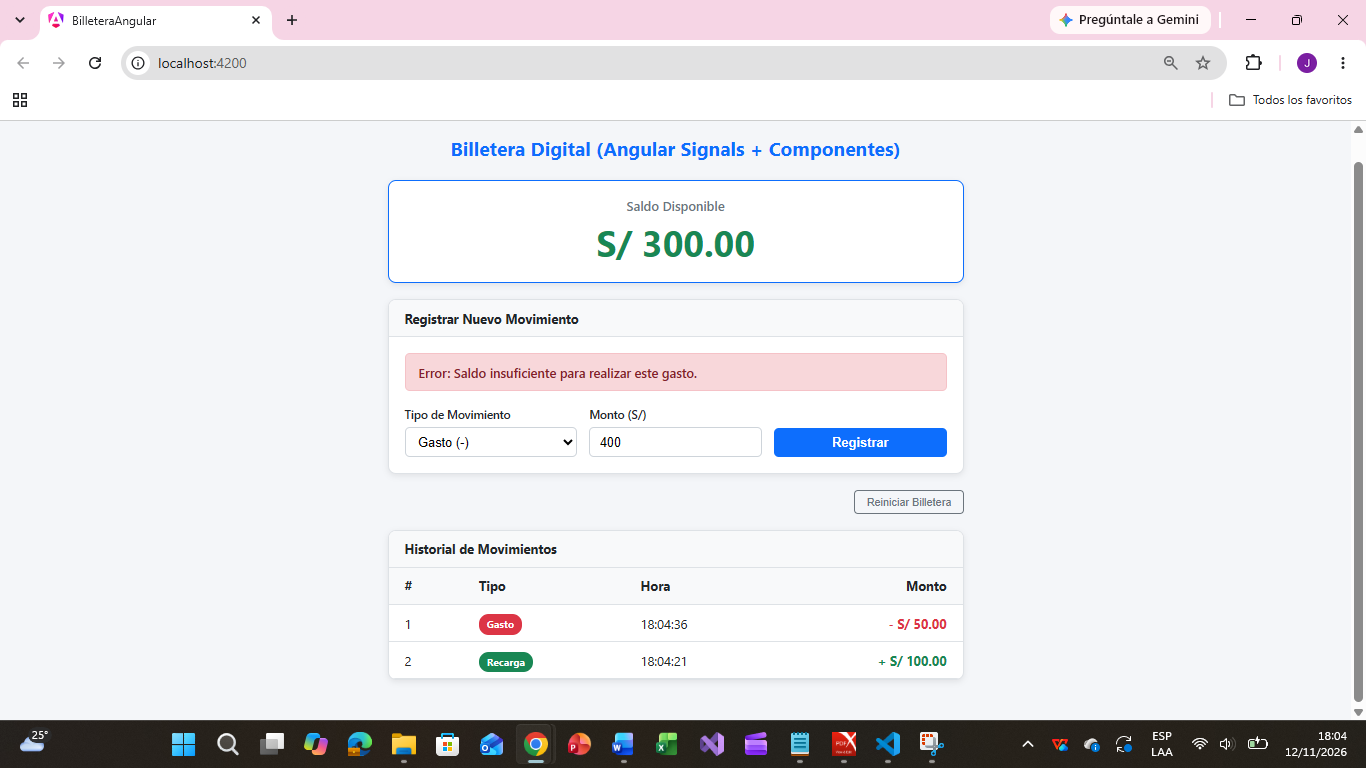 BilleteraAngular
Pregúntale a Gemini
localhost:4200
J
Todos los favoritos
Billetera Digital (Angular Signals + Componentes)
Saldo Disponible
S/ 300.00
Registrar Nuevo Movimiento
Error: Saldo insuficiente para realizar este gasto.
Tipo de Movimiento Monto (S/)
Gasto (-) 400 Registrar
Reiniciar Billetera
Historial de Movimientos
# Tipo Hora Monto
1 Gasto 18:04:36 - S/ 50.00
2 Recarga 18:04:21 + S/ 100.00
25°
ESP 18:04
LAA 12/11/2026